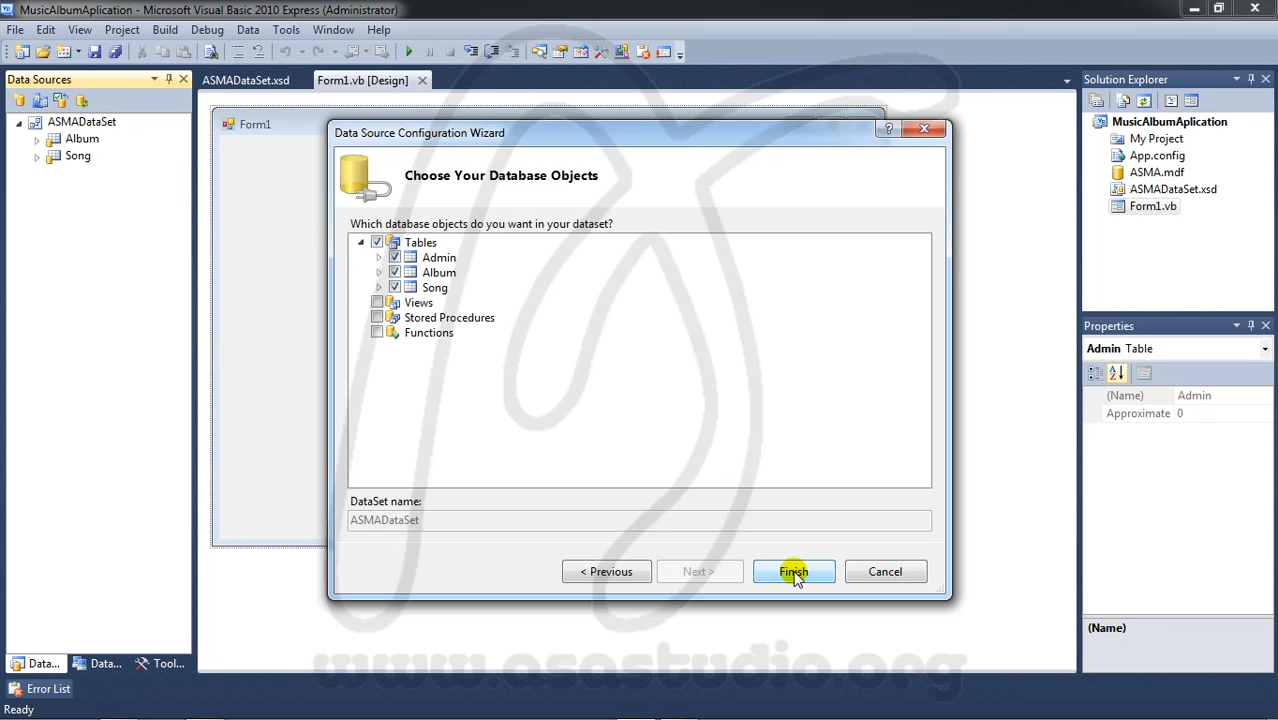 MusicAlbumAplication - Microsoft Visual Basic 2010 Express (Administrator)
File Edit View Project Build Debug Data Tools Window Help
Data Sources
ASMADataSet.xsd
Form1.vb [Design]
Solution Explorer
ASMADataSet
Album
Song
Form1
Data Source Configuration Wizard
Choose Your Database Objects
Which database objects do you want in your dataset?
Tables
Admin
Album
Song
Views
Stored Procedures
Functions
DataSet name:
ASMADataSet
< Previous
Next >
Finish
Cancel
MusicAlbumAplication
My Project
App.config
ASMA.mdf
ASMADataSet.xsd
Form1.vb
Properties
Admin Table
(Name) Admin
Approximate 0
(Name)
Data...
Data...
Tool...
Error List
Ready
www.asastudio.org